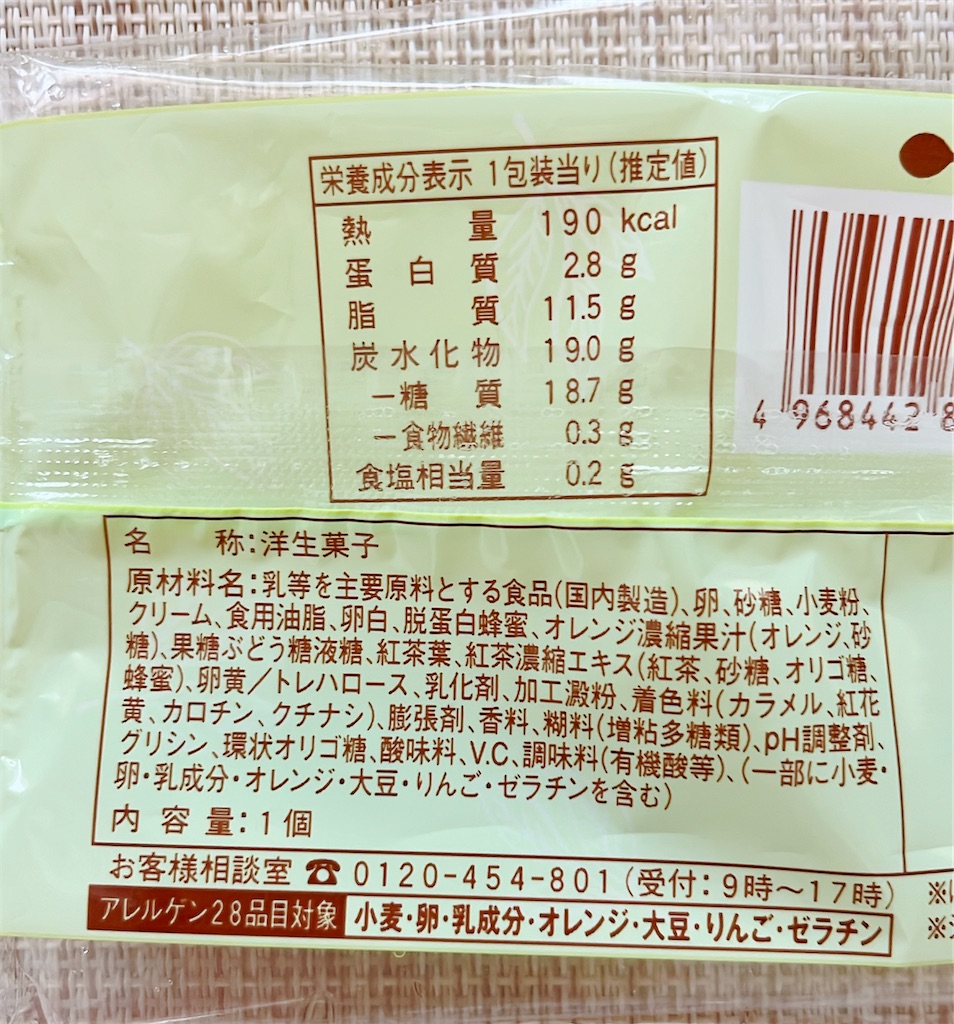 栄養成分表示 1包装当り(推定値)
熱量 190 kcal
蛋白質 2.8 g
脂質 11.5 g
炭水化物 19.0 g
ー糖質 18.7 g
ー食物繊維 0.3 g
食塩相当量 0.2 g
4 968442 8
名称:洋生菓子
原材料名:乳等を主要原料とする食品(国内製造)、卵、砂糖、小麦粉、
クリーム、食用油脂、卵白、脱蛋白蜂蜜、オレンジ濃縮果汁(オレンジ、砂
糖)、果糖ぶどう糖液糖、紅茶葉、紅茶濃縮エキス(紅茶、砂糖、オリゴ糖、
蜂蜜)、卵黄/トレハロース、乳化剤、加工澱粉、着色料(カラメル、紅花
黄、カロチン、クチナシ)、膨張剤、香料、糊料(増粘多糖類)、pH調整剤、
グリシン、環状オリゴ糖、酸味料、V.C、調味料(有機酸等)、(一部に小麦・
卵・乳成分・オレンジ・大豆・りんご・ゼラチンを含む)
内容量:1個
お客様相談室 ☎ 0120-454-801(受付:9時〜17時)
アレルゲン28品目対象 小麦・卵・乳成分・オレンジ・大豆・りんご・ゼラチン
※
※